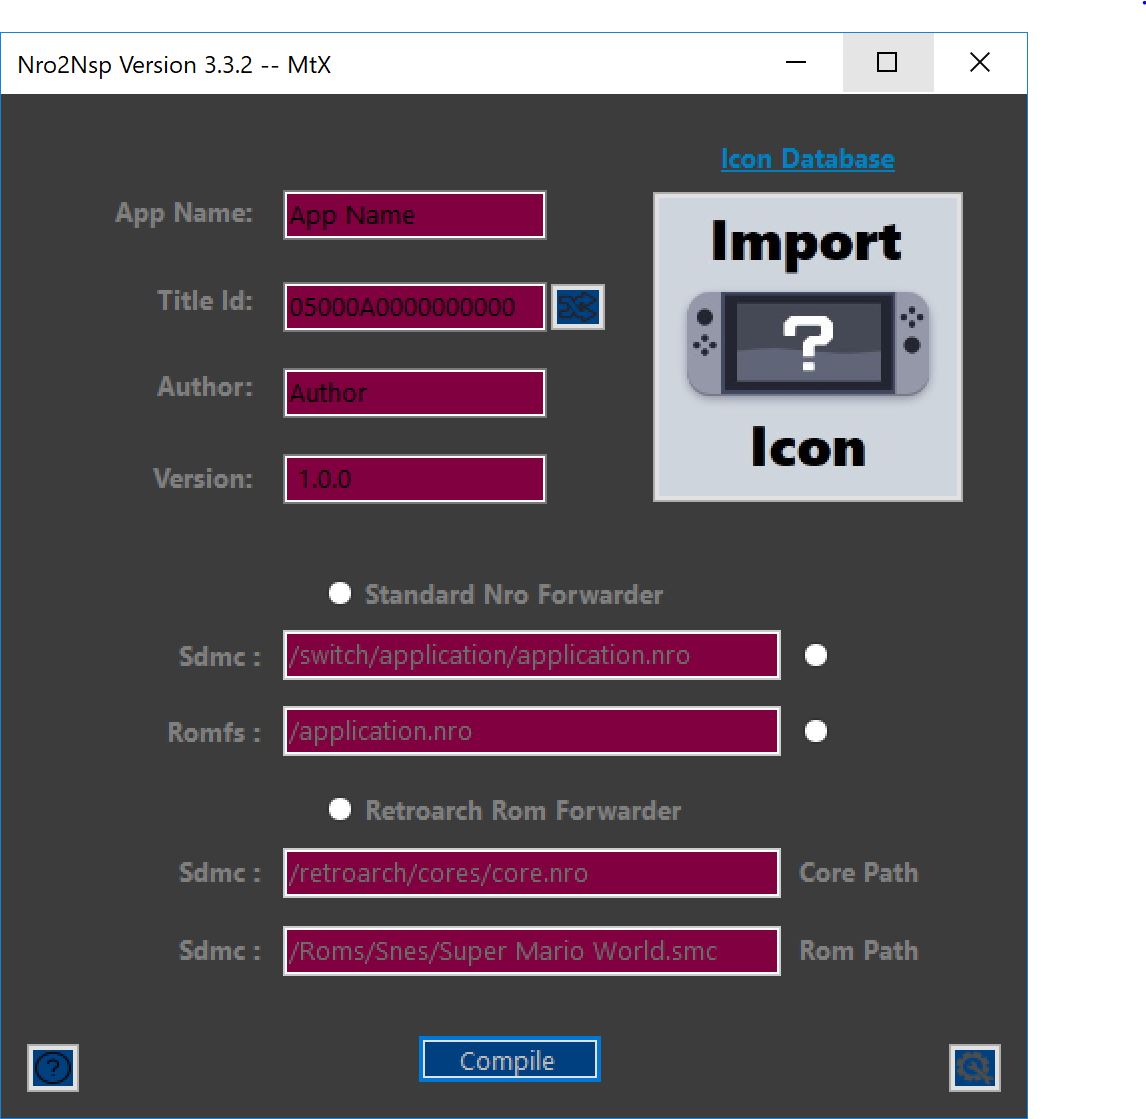 Nro2Nsp Version 3.3.2 -- MtX
Icon Database
App Name: App Name
Import
?
Icon
Title Id: 05000A0000000000
Author: Author
Version: 1.0.0
Standard Nro Forwarder
Sdmc : /switch/application/application.nro
Romfs : /application.nro
Retroarch Rom Forwarder
Sdmc : /retroarch/cores/core.nro Core Path
Sdmc : /Roms/Snes/Super Mario World.smc Rom Path
? Compile